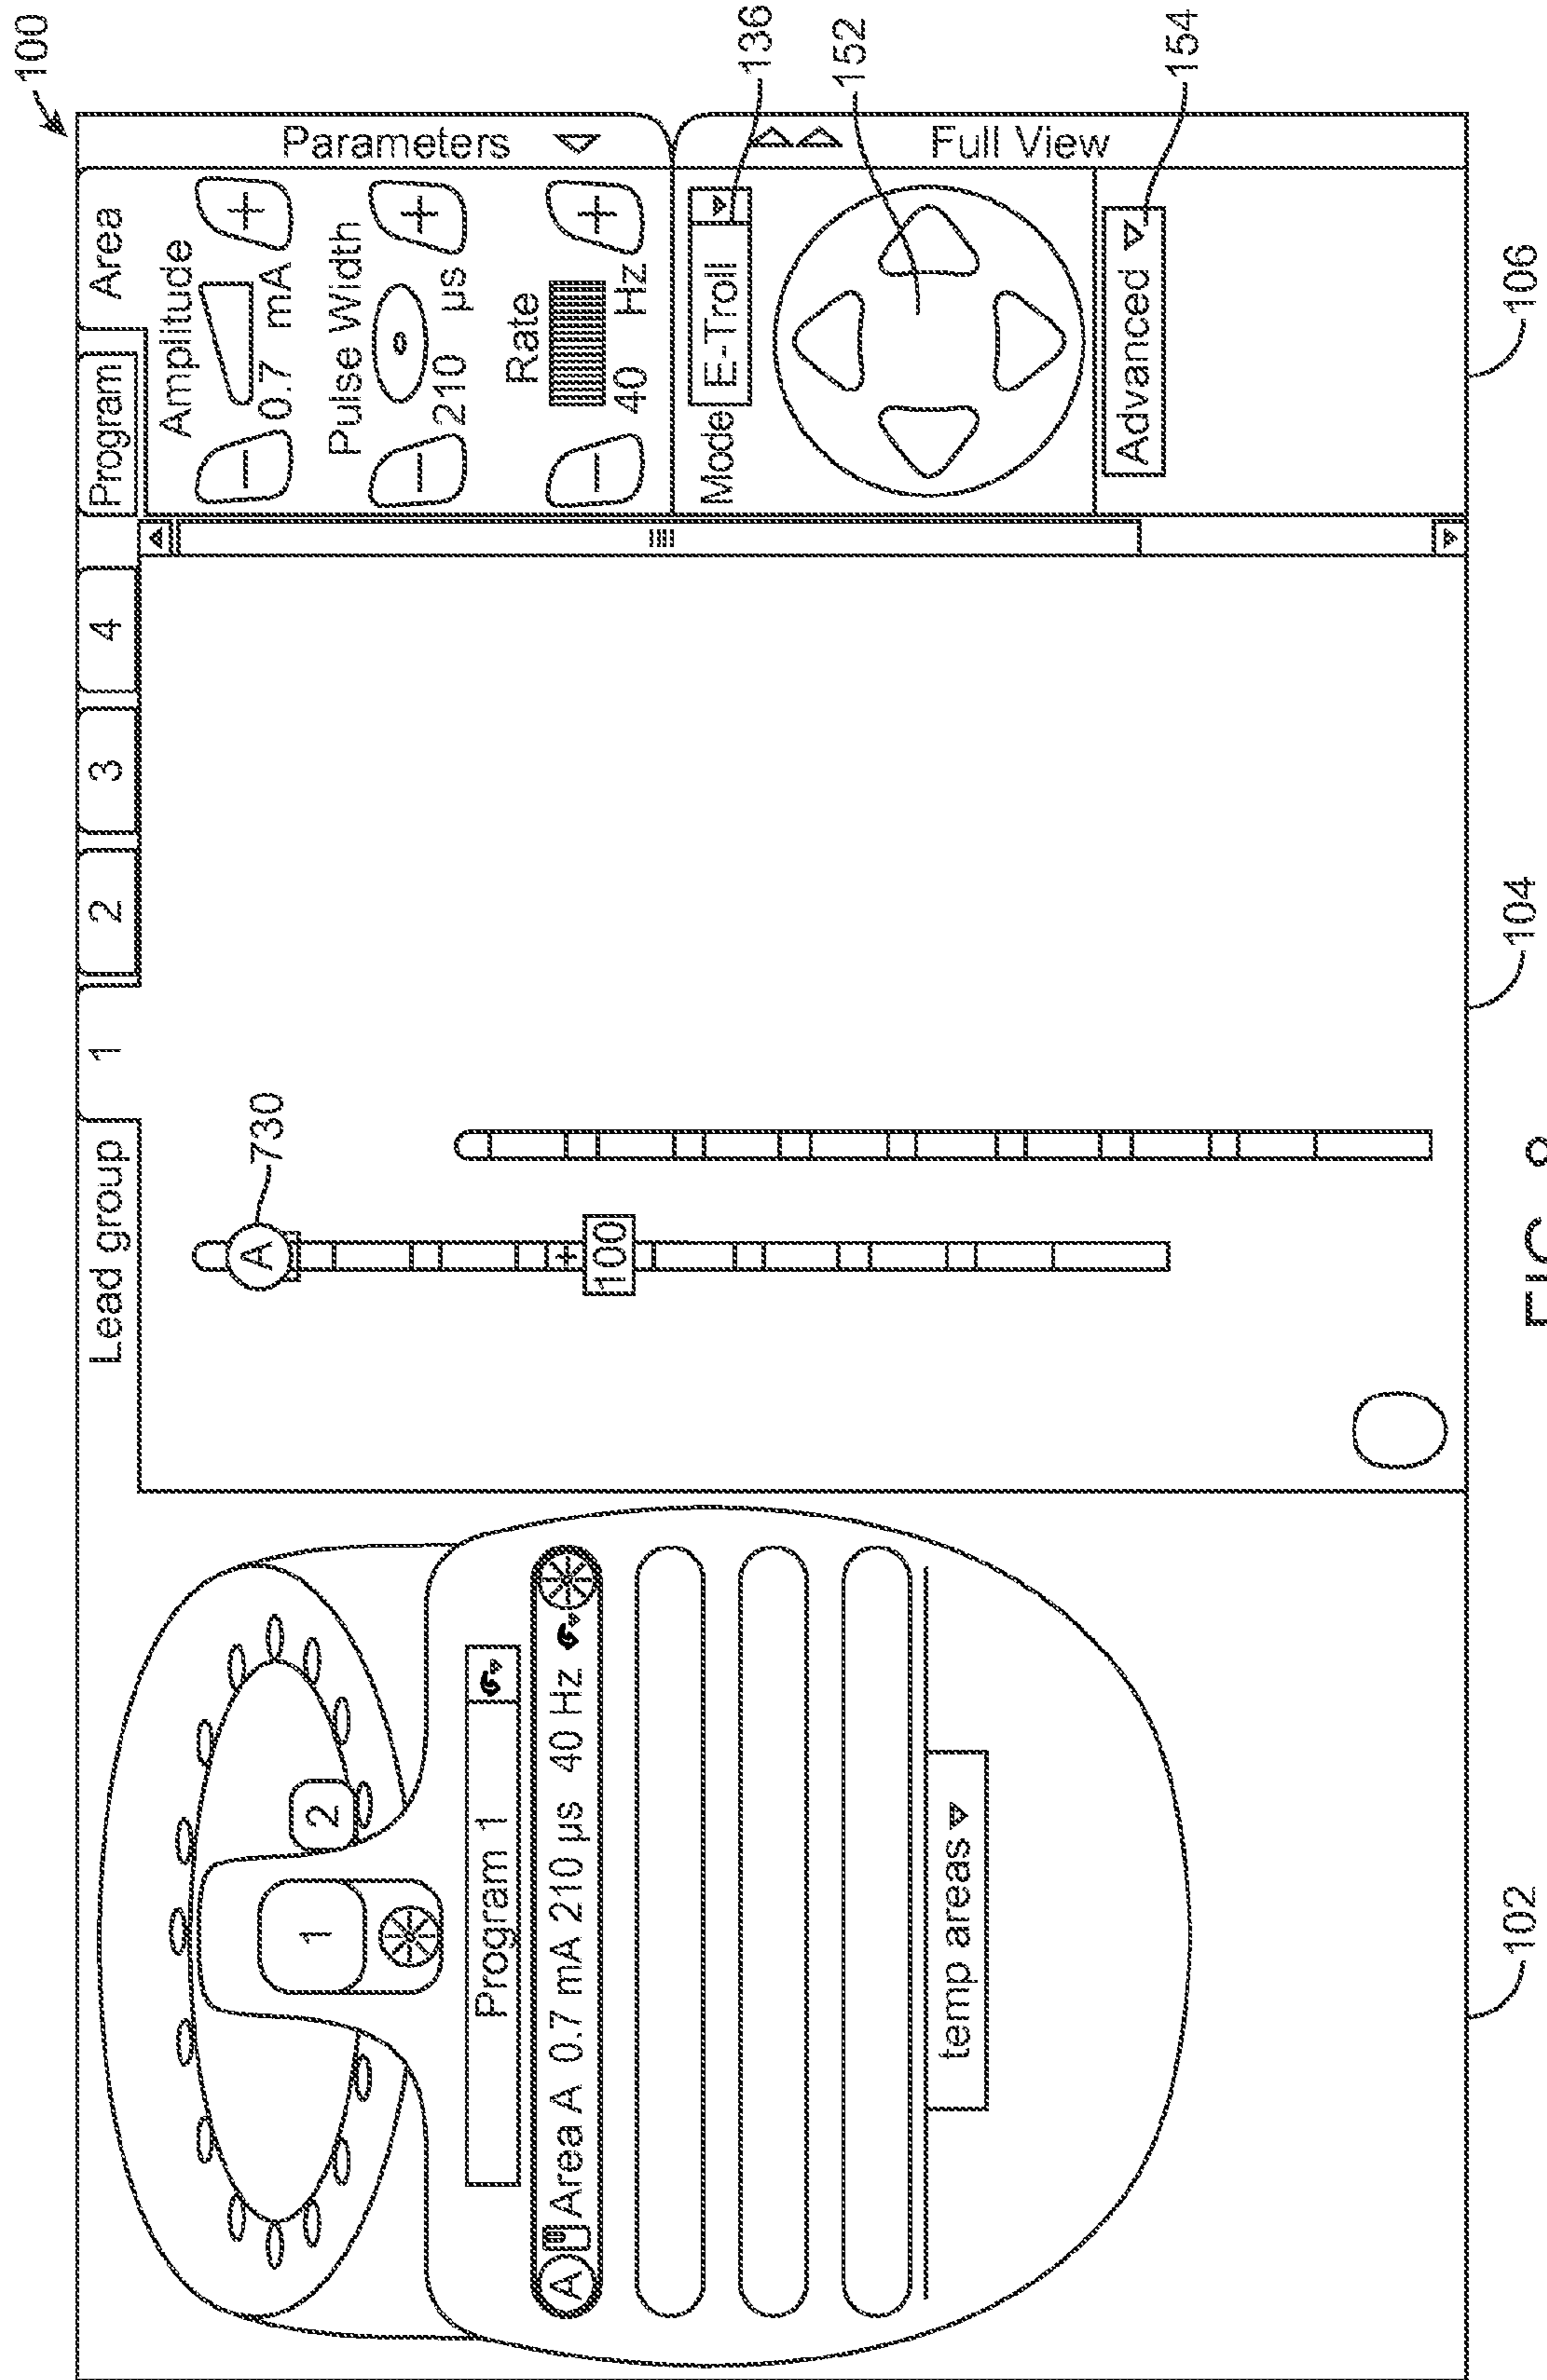 100
Lead group 1 2 3 4
Program Area
1
2
Program 1
A Area A 0.7 mA 210 µs 40 Hz
temp areas
A
730
100
Amplitude
− +
0.7 mA
Pulse Width
− +
210 µs
Rate
− +
40 Hz
Parameters
Mode E-Troll
136
152
Full View
Advanced
154
102
104
106